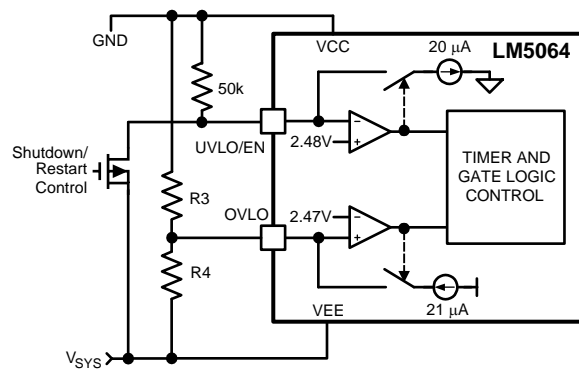 GND
VCC
20 μA
LM5064
50k
UVLO/EN
2.48V
Shutdown/
Restart
Control
R3
OVLO
2.47V
TIMER AND
GATE LOGIC
CONTROL
R4
21 μA
VEE
VSYS